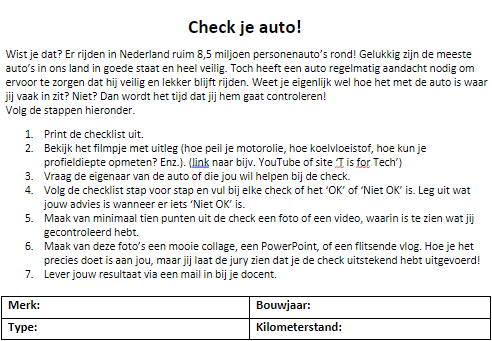 Check je auto!
Wist je dat? Er rijden in Nederland ruim 8,5 miljoen personenauto's rond! Gelukkig zijn de meeste
auto's in ons land in goede staat en heel veilig. Toch heeft een auto regelmatig aandacht nodig om
ervoor te zorgen dat hij veilig en lekker blijft rijden. Weet je eigenlijk wel hoe het met de auto is waar
jij vaak in zit? Niet? Dan wordt het tijd dat jij hem gaat controleren!
Volg de stappen hieronder.
1. Print de checklist uit.
2. Bekijk het filmpje met uitleg (hoe peil je motorolie, hoe koelvloeistof, hoe kun je
profieldiepte opmeten? Enz.). (link naar bijv. YouTube of site 'T is for Tech')
3. Vraag de eigenaar van de auto of die jou wil helpen bij de check.
4. Volg de checklist stap voor stap en vul bij elke check of het 'OK' of 'Niet OK' is. Leg uit wat
jouw advies is wanneer er iets 'Niet OK' is.
5. Maak van minimaal tien punten uit de check een foto of een video, waarin is te zien wat jij
gecontroleerd hebt.
6. Maak van deze foto's een mooie collage, een PowerPoint, of een flitsende vlog. Hoe je het
precies doet is aan jou, maar jij laat de jury zien dat je de check uitstekend hebt uitgevoerd!
7. Lever jouw resultaat via een mail in bij je docent.
Merk: Bouwjaar:
Type: Kilometerstand: